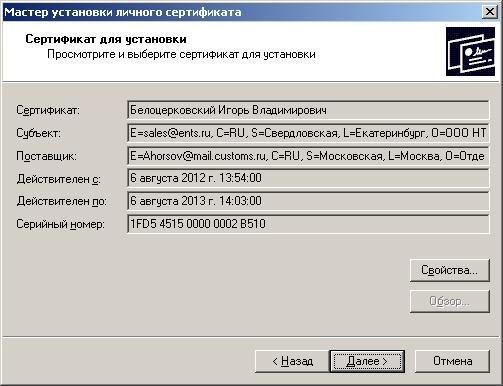 Мастер установки личного сертификата
Сертификат для установки
Просмотрите и выберите сертификат для установки
Сертификат: Белоцерковский Игорь Владимирович
Субъект: E=sales@ents.ru, C=RU, S=Свердловская, L=Екатеринбург, O=ООО НТ
Поставщик: E=Ahorsov@mail.customs.ru, C=RU, S=Московская, L=Москва, O=Отде
Действителен с: 6 августа 2012 г. 13:54:00
Действителен по: 6 августа 2013 г. 14:03:00
Серийный номер: 1FD5 4515 0000 0002 B510
Свойства...
Обзор...
< Назад Далее > Отмена